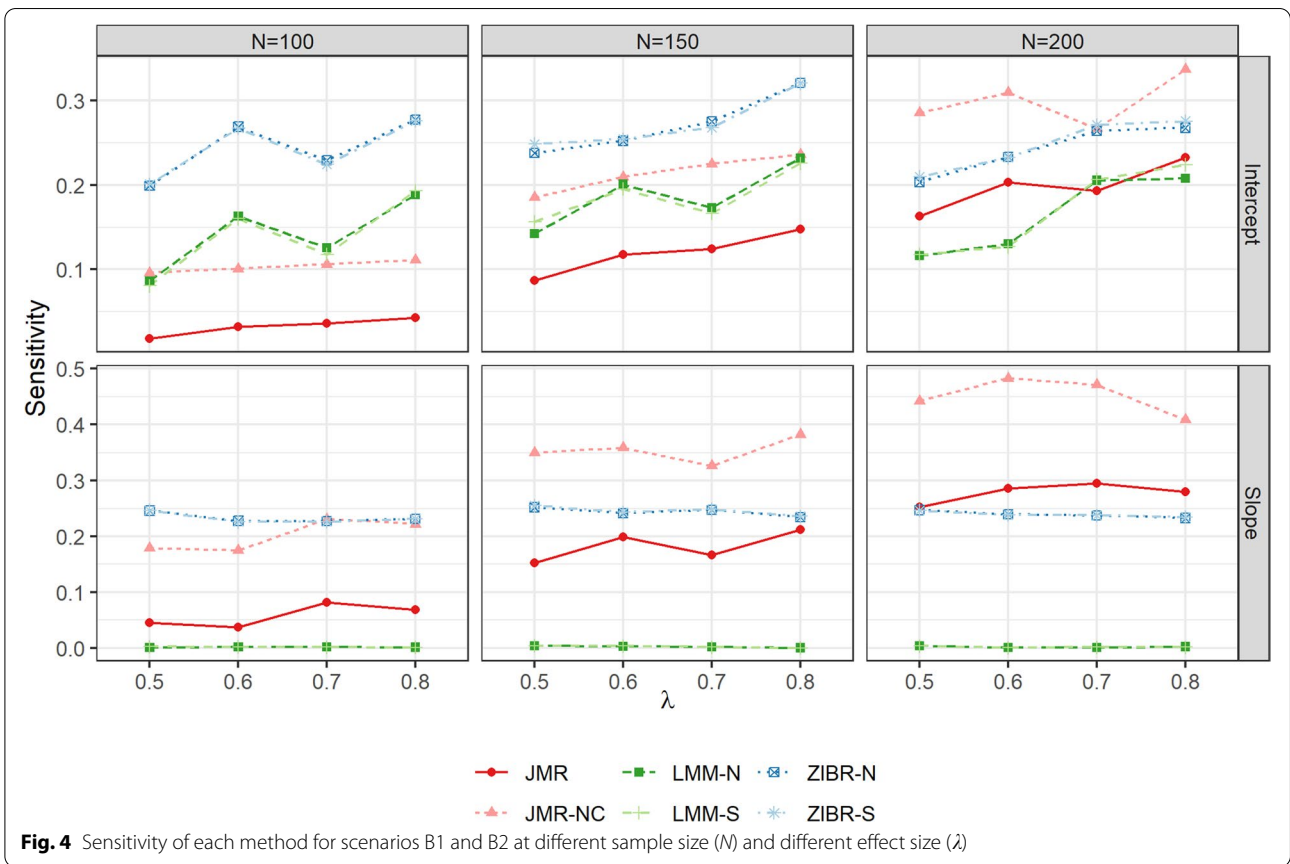 N=100 N=150 N=200
0.3
0.2
0.1
Intercept
Sensitivity
0.5
0.4
0.3
0.2
0.1
0.0
Slope
0.5 0.6 0.7 0.8 0.5 0.6 0.7 0.8 0.5 0.6 0.7 0.8
λ
JMR LMM-N ZIBR-N
JMR-NC LMM-S ZIBR-S
Fig. 4 Sensitivity of each method for scenarios B1 and B2 at different sample size (N) and different effect size (λ)